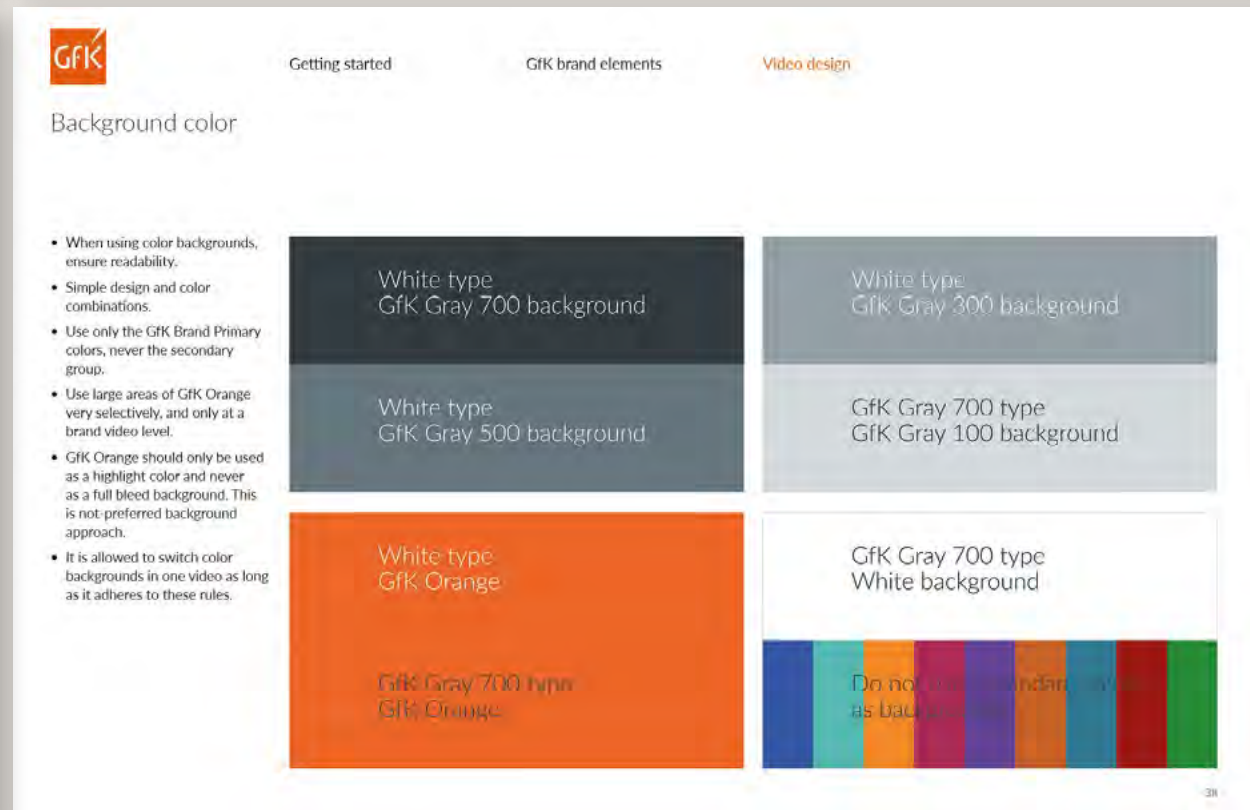 GfK
Getting started
GfK brand elements
Video design
Background color
• When using color backgrounds,
ensure readability.
• Simple design and color
combinations.
• Use only the GfK Brand Primary
colors, never the secondary
group.
• Use large areas of GfK Orange
very selectively, and only at a
brand video level.
• GfK Orange should only be used
as a highlight color and never
as a full bleed background. This
is not-preferred background
approach.
• It is allowed to switch color
backgrounds in one video as long
as it adheres to these rules.
White type
GfK Gray 700 background
White type
GfK Gray 500 background
White type
GfK Gray 300 background
GfK Gray 700 type
GfK Gray 100 background
White type
GfK Orange
GfK Gray 700 type
GfK Orange
GfK Gray 700 type
White background
Do not
as
38